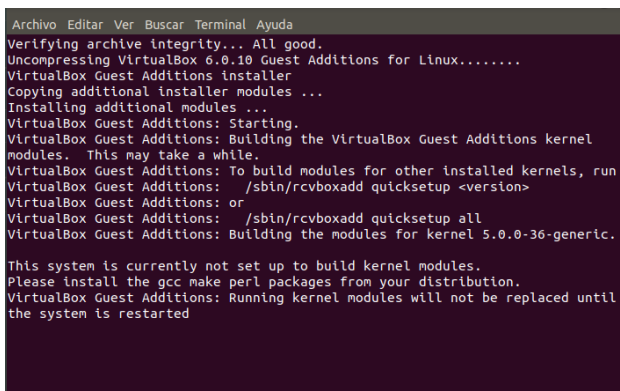 Archivo Editar Ver Buscar Terminal Ayuda
Verifying archive integrity... All good.
Uncompressing VirtualBox 6.0.10 Guest Additions for Linux........
VirtualBox Guest Additions installer
Copying additional installer modules ...
Installing additional modules ...
VirtualBox Guest Additions: Starting.
VirtualBox Guest Additions: Building the VirtualBox Guest Additions kernel
modules.  This may take a while.
VirtualBox Guest Additions: To build modules for other installed kernels, run
VirtualBox Guest Additions:   /sbin/rcvboxadd quicksetup <version>
VirtualBox Guest Additions: or
VirtualBox Guest Additions:   /sbin/rcvboxadd quicksetup all
VirtualBox Guest Additions: Building the modules for kernel 5.0.0-36-generic.

This system is currently not set up to build kernel modules.
Please install the gcc make perl packages from your distribution.
VirtualBox Guest Additions: Running kernel modules will not be replaced until
the system is restarted